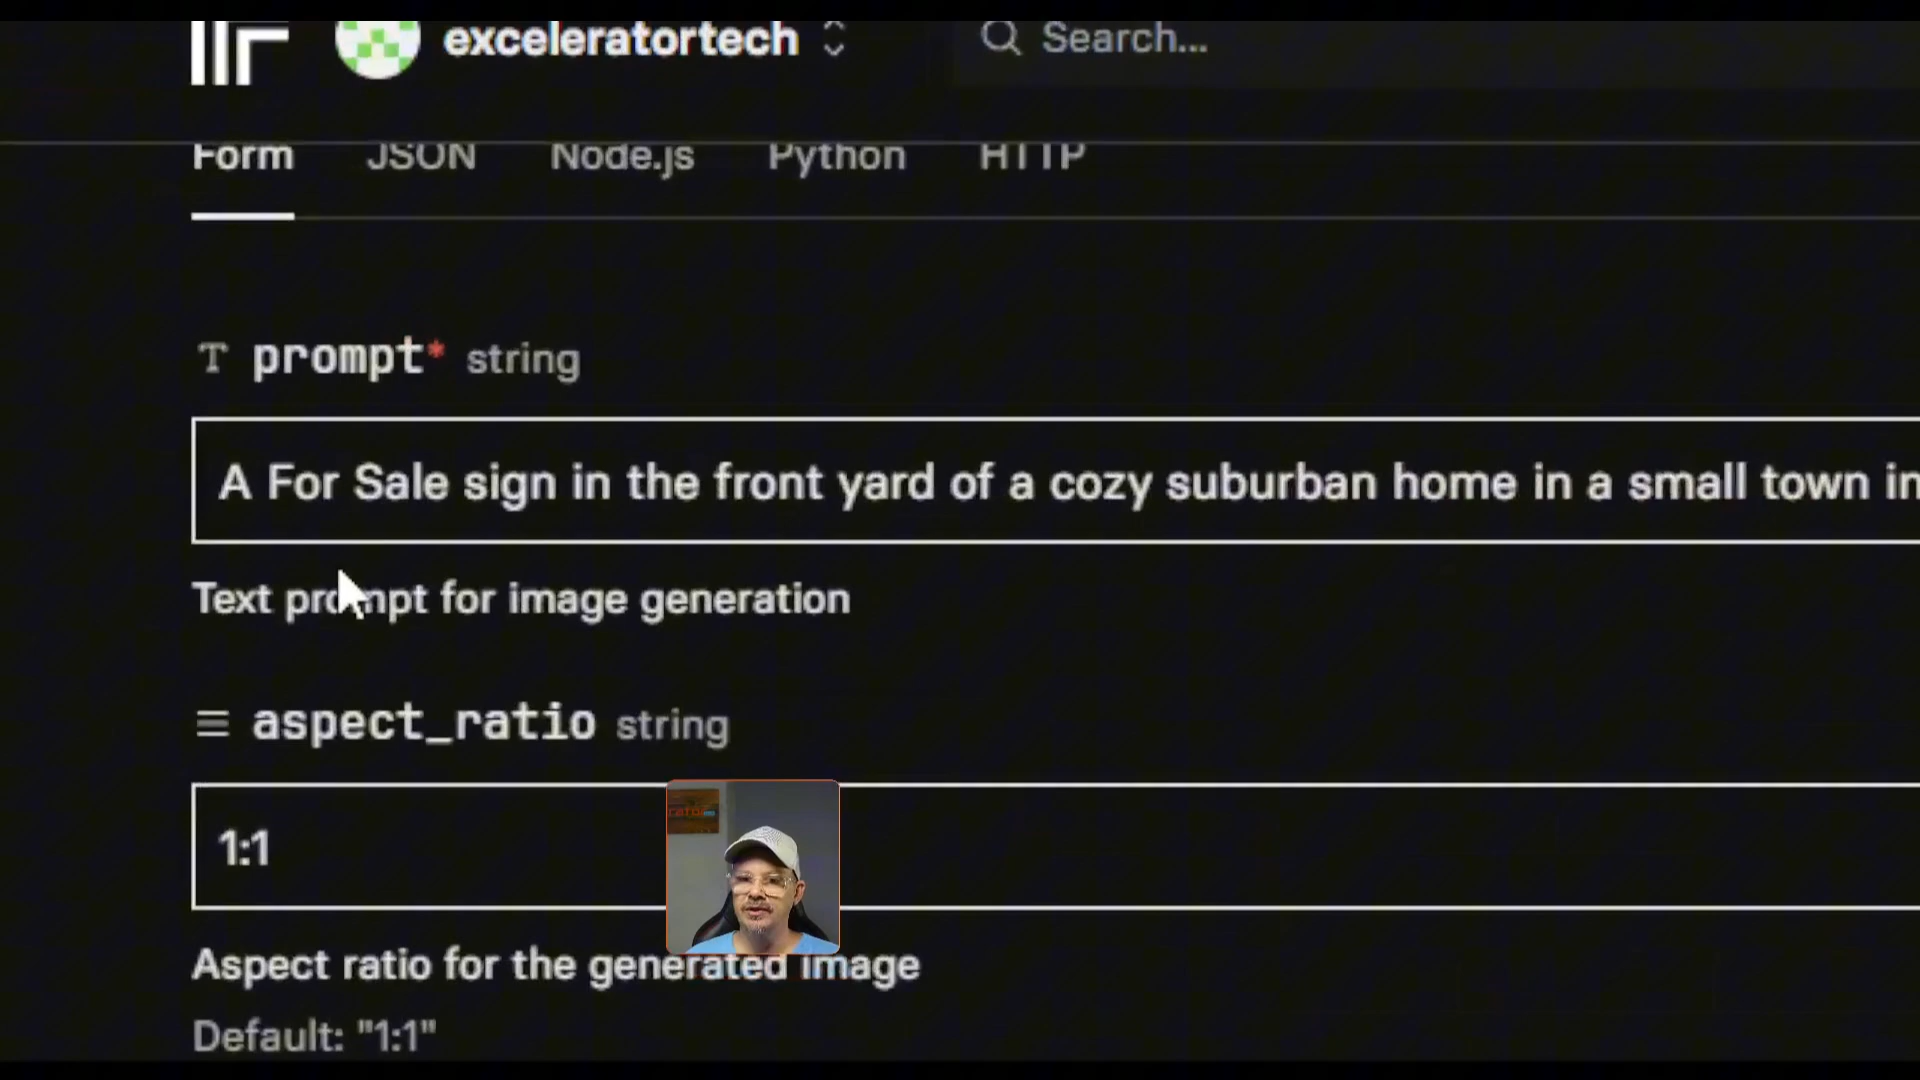 exceleratortech
Search...
Form JSON Node.js Python HTTP
T prompt* string
A For Sale sign in the front yard of a cozy suburban home in a small town in
Text prompt for image generation
aspect_ratio string
1:1
Aspect ratio for the generated image
Default: "1:1"